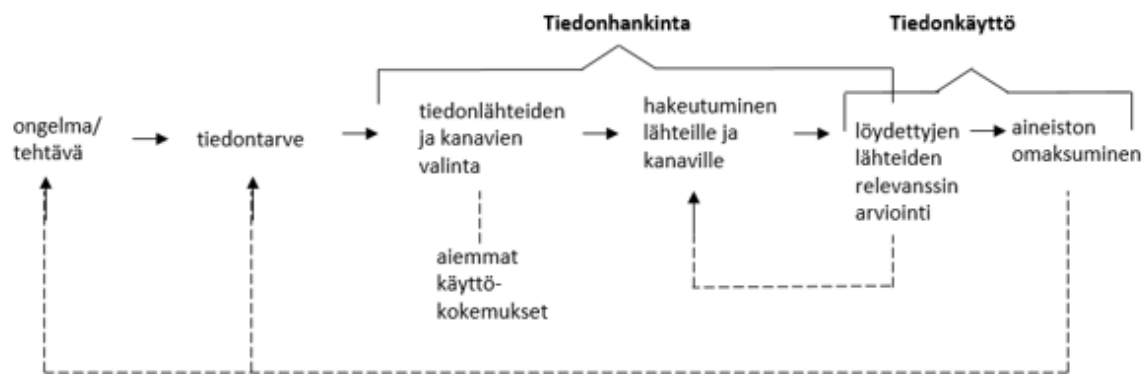 Tiedonhankinta
Tiedonkäyttö
ongelma/
tehtävä
tiedontarve
tiedonlähteiden
ja kanavien
valinta
hakeutuminen
lähteille ja
kanaville
löydettyjen
lähteiden
relevanssin
arviointi
aineiston
omaksuminen
aiemmat
käyttö-
kokemukset